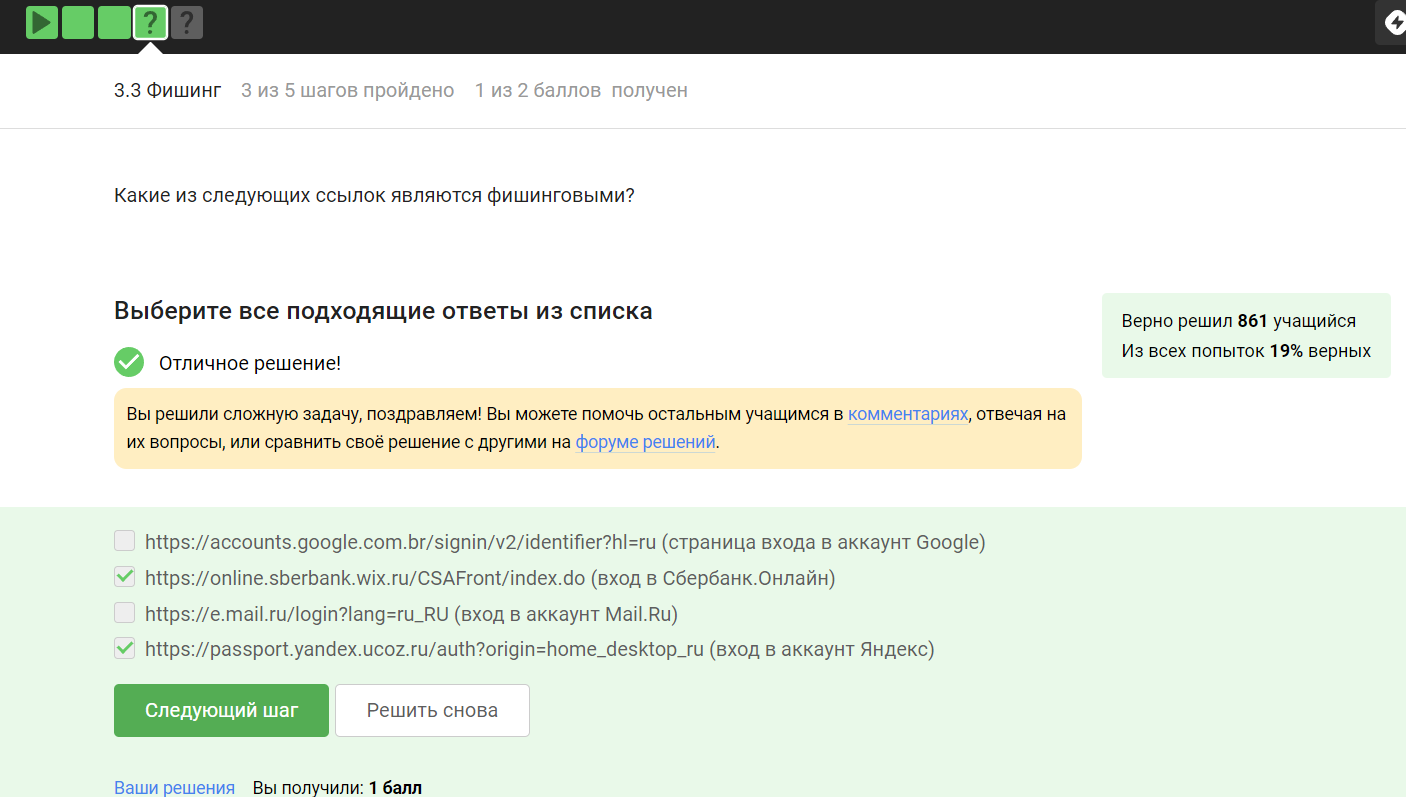 ? ?
3.3 Фишинг 3 из 5 шагов пройдено 1 из 2 баллов получен
Какие из следующих ссылок являются фишинговыми?
Выберите все подходящие ответы из списка
Верно решил 861 учащийся
Из всех попыток 19% верных
Отличное решение!
Вы решили сложную задачу, поздравляем! Вы можете помочь остальным учащимся в комментариях, отвечая на
их вопросы, или сравнить своё решение с другими на форуме решений.
https://accounts.google.com.br/signin/v2/identifier?hl=ru (страница входа в аккаунт Google)
https://online.sberbank.wix.ru/CSAFront/index.do (вход в Сбербанк.Онлайн)
https://e.mail.ru/login?lang=ru_RU (вход в аккаунт Mail.Ru)
https://passport.yandex.ucoz.ru/auth?origin=home_desktop_ru (вход в аккаунт Яндекс)
Следующий шаг Решить снова
Ваши решения Вы получили: 1 балл